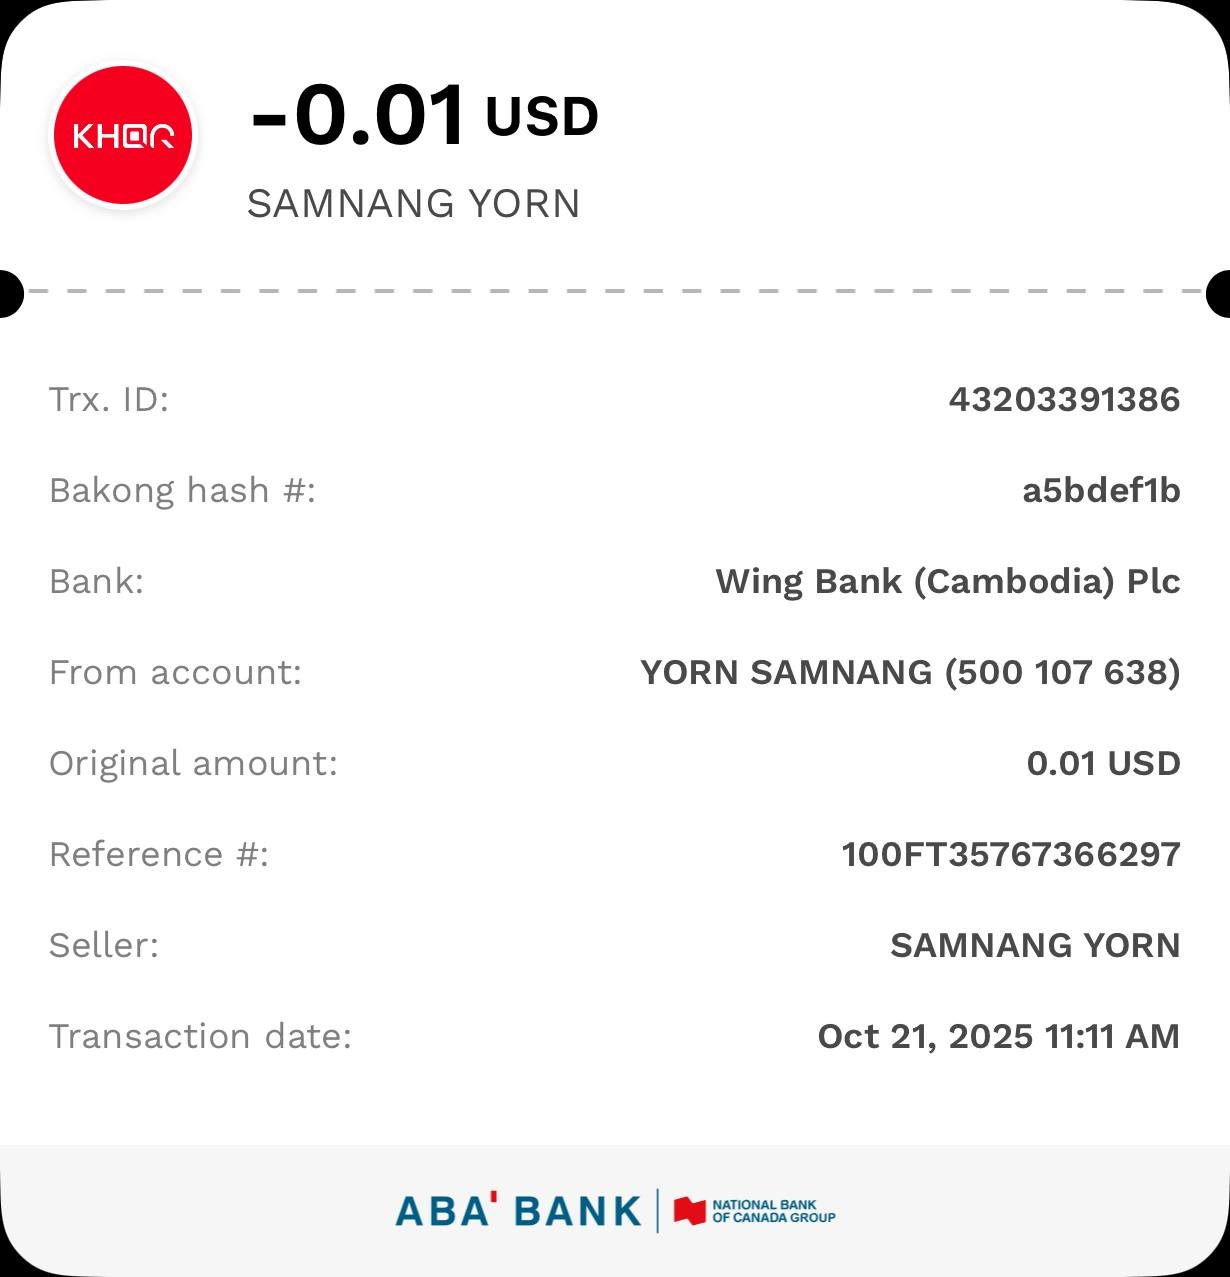 KHQR
-0.01 USD
SAMNANG YORN
Trx. ID: 43203391386
Bakong hash #: a5bdef1b
Bank: Wing Bank (Cambodia) Plc
From account: YORN SAMNANG (500 107 638)
Original amount: 0.01 USD
Reference #: 100FT35767366297
Seller: SAMNANG YORN
Transaction date: Oct 21, 2025 11:11 AM
ABA' BANK
NATIONAL BANK
OF CANADA GROUP